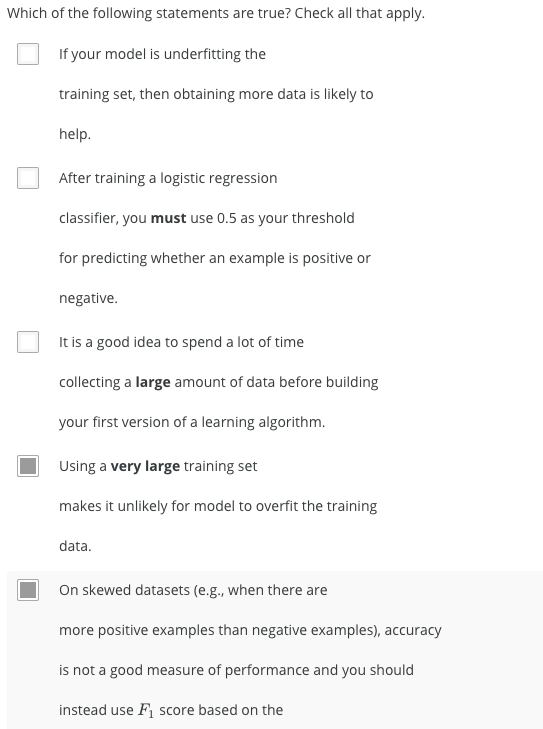 Which of the following statements are true? Check all that apply.
If your model is underfitting the
training set, then obtaining more data is likely to
help.
After training a logistic regression
classifier, you must use 0.5 as your threshold
for predicting whether an example is positive or
negative.
It is a good idea to spend a lot of time
collecting a large amount of data before building
your first version of a learning algorithm.
Using a very large training set
makes it unlikely for model to overfit the training
data.
On skewed datasets (e.g., when there are
more positive examples than negative examples), accuracy
is not a good measure of performance and you should
instead use F₁ score based on the